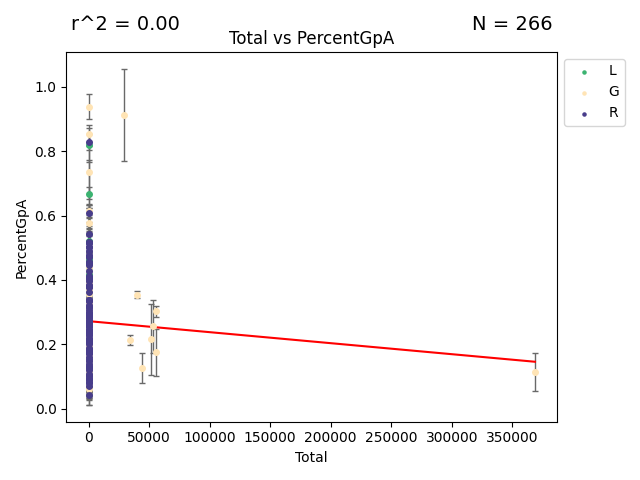 r^2 = 0.00
N = 266
Total vs PercentGpA
L
G
R
1.0
0.8
0.6
0.4
0.2
0.0
PercentGpA
0 50000 100000 150000 200000 250000 300000 350000
Total